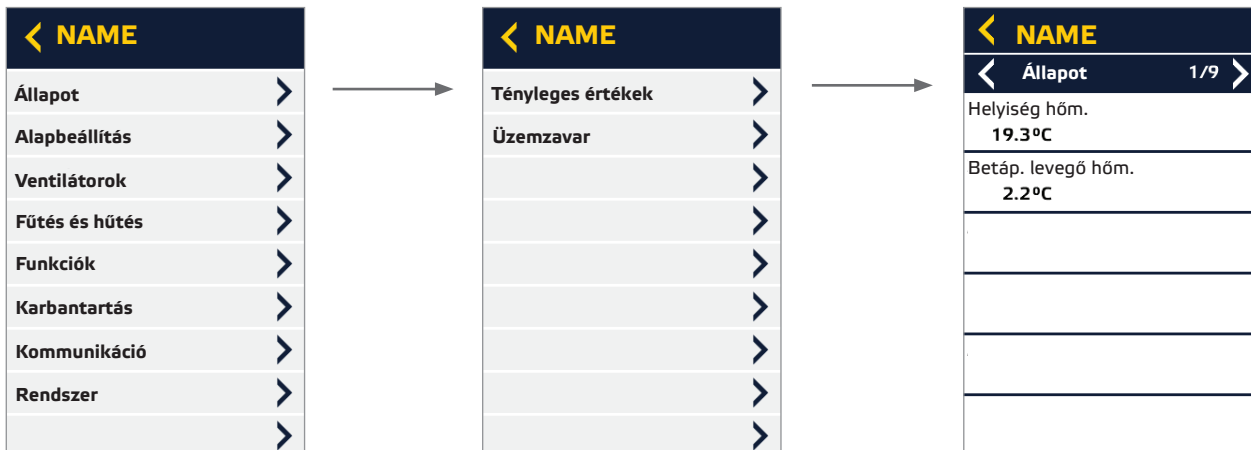 NAME
Állapot
Alapbeállítás
Ventilátorok
Fűtés és hűtés
Funkciók
Karbantartás
Kommunikáció
Rendszer
NAME
Tényleges értékek
Üzemzavar
NAME
Állapot 1/9
Helyiség hőm.
19.3ºC
Betáp. levegő hőm.
2.2ºC